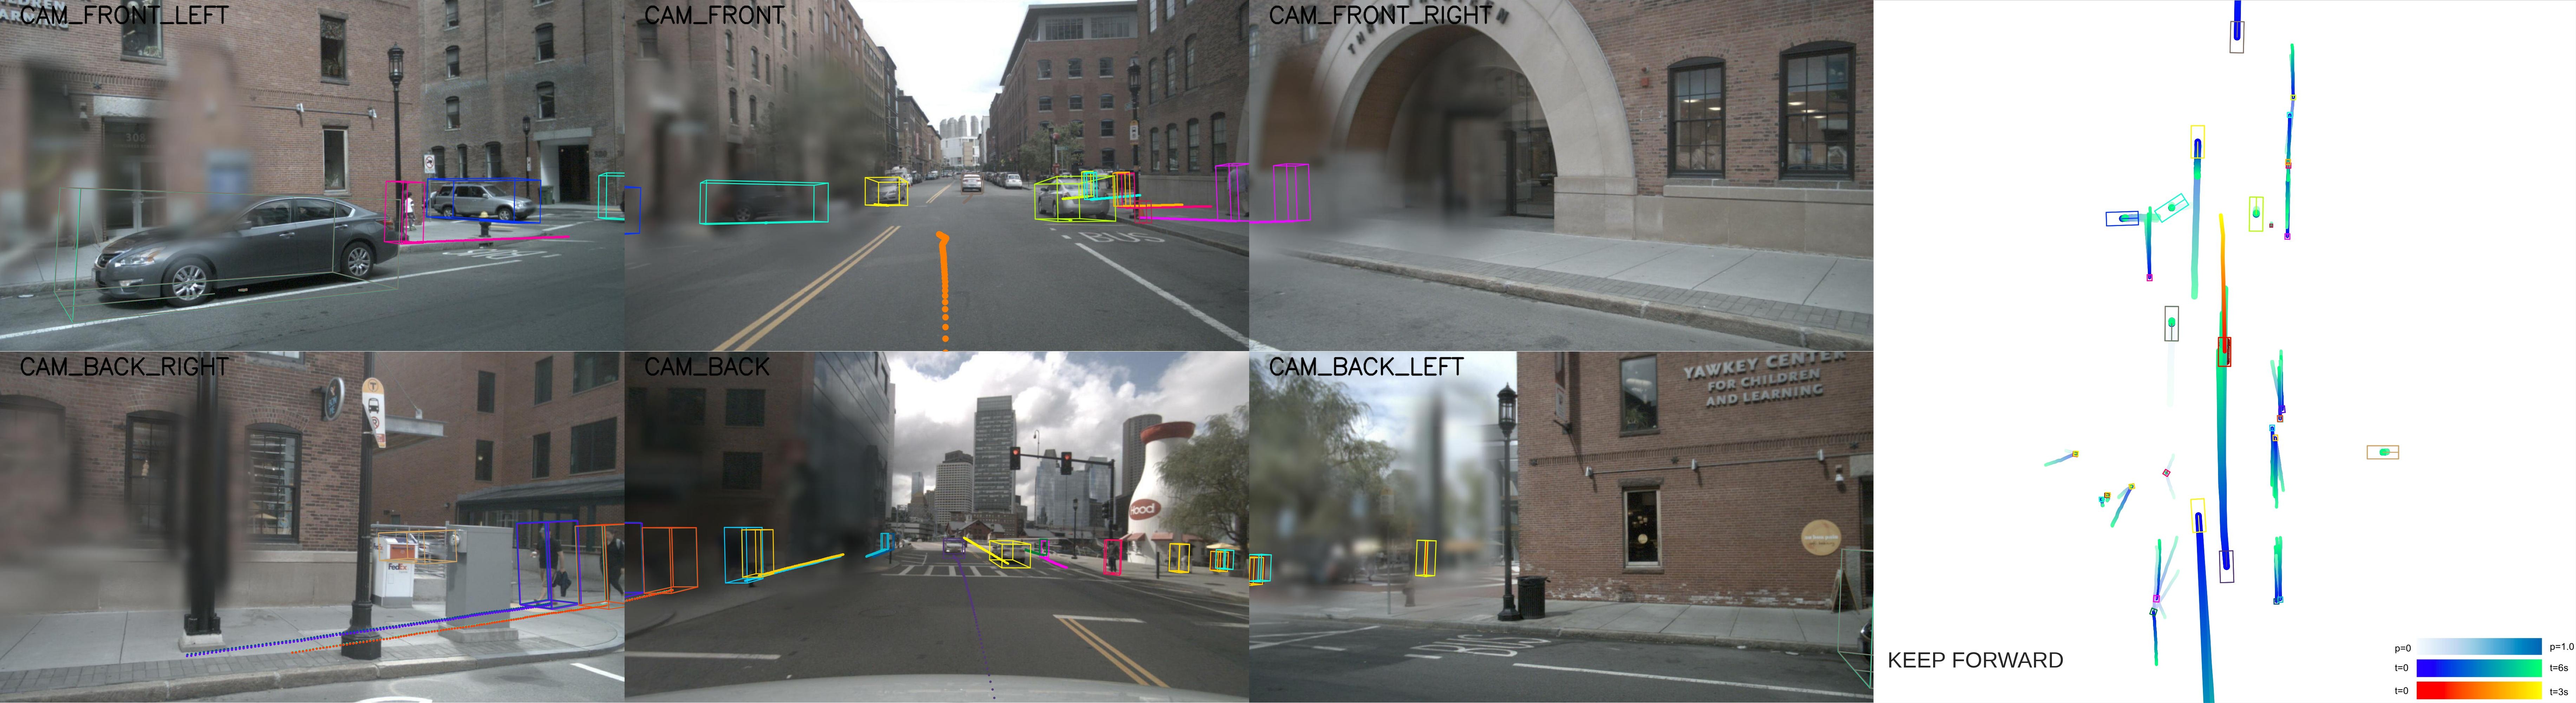 CAM_FRONT_LEFT
CAM_FRONT
CAM_FRONT_RIGHT
BUS
CAM_BACK_RIGHT
CAM_BACK
CAM_BACK_LEFT
YAWKEY CENTER
FOR CHILDREN
AND LEARNING
T
FedEx
Hood
BUS
KEEP FORWARD
p=0
p=1.0
t=0
t=6s
t=0
t=3s